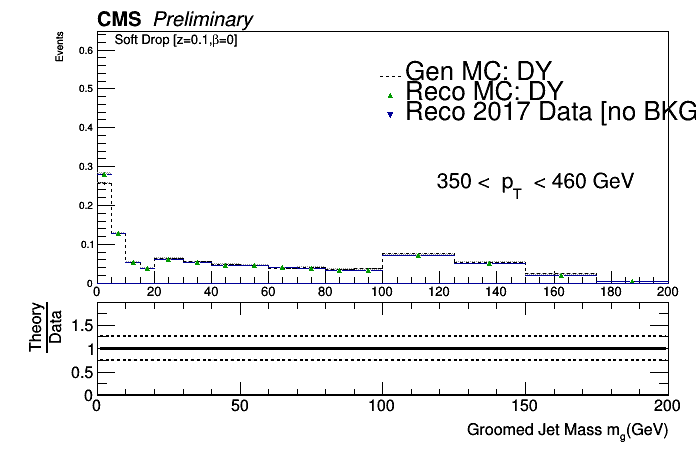 CMS Preliminary
Soft Drop [z=0.1,β=0]
Events
0.6
0.5
0.4
0.3
0.2
0.1
0
Gen MC: DY
Reco MC: DY
Reco 2017 Data [no BKG
350 < pT < 460 GeV
0 20 40 60 80 100 120 140 160 180 200
Theory
Data
1.5
1
0.5
0
0 50 100 150 200
Groomed Jet Mass mg(GeV)